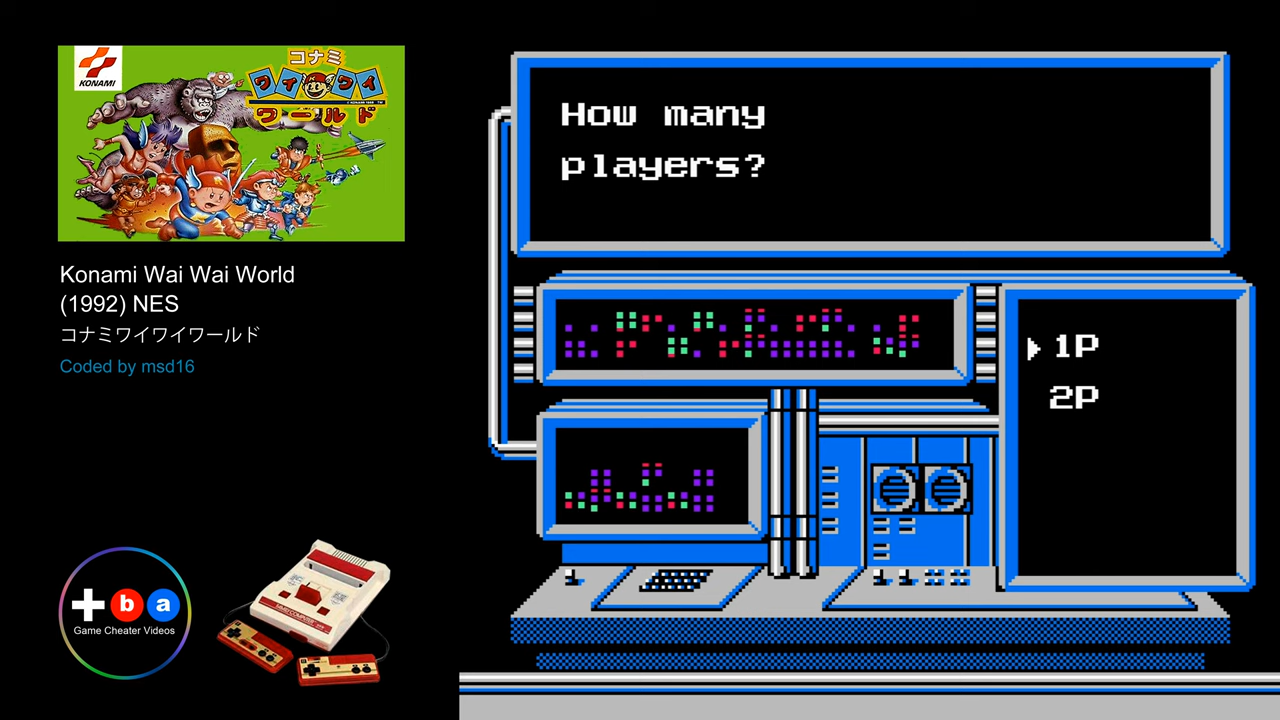 KONAMI
コナミ
ワイワイ
ワールド
Konami Wai Wai World
(1992) NES
コナミワイワイワールド
Coded by msd16
b a
Game Cheater Videos
How many
players?
1P
2P